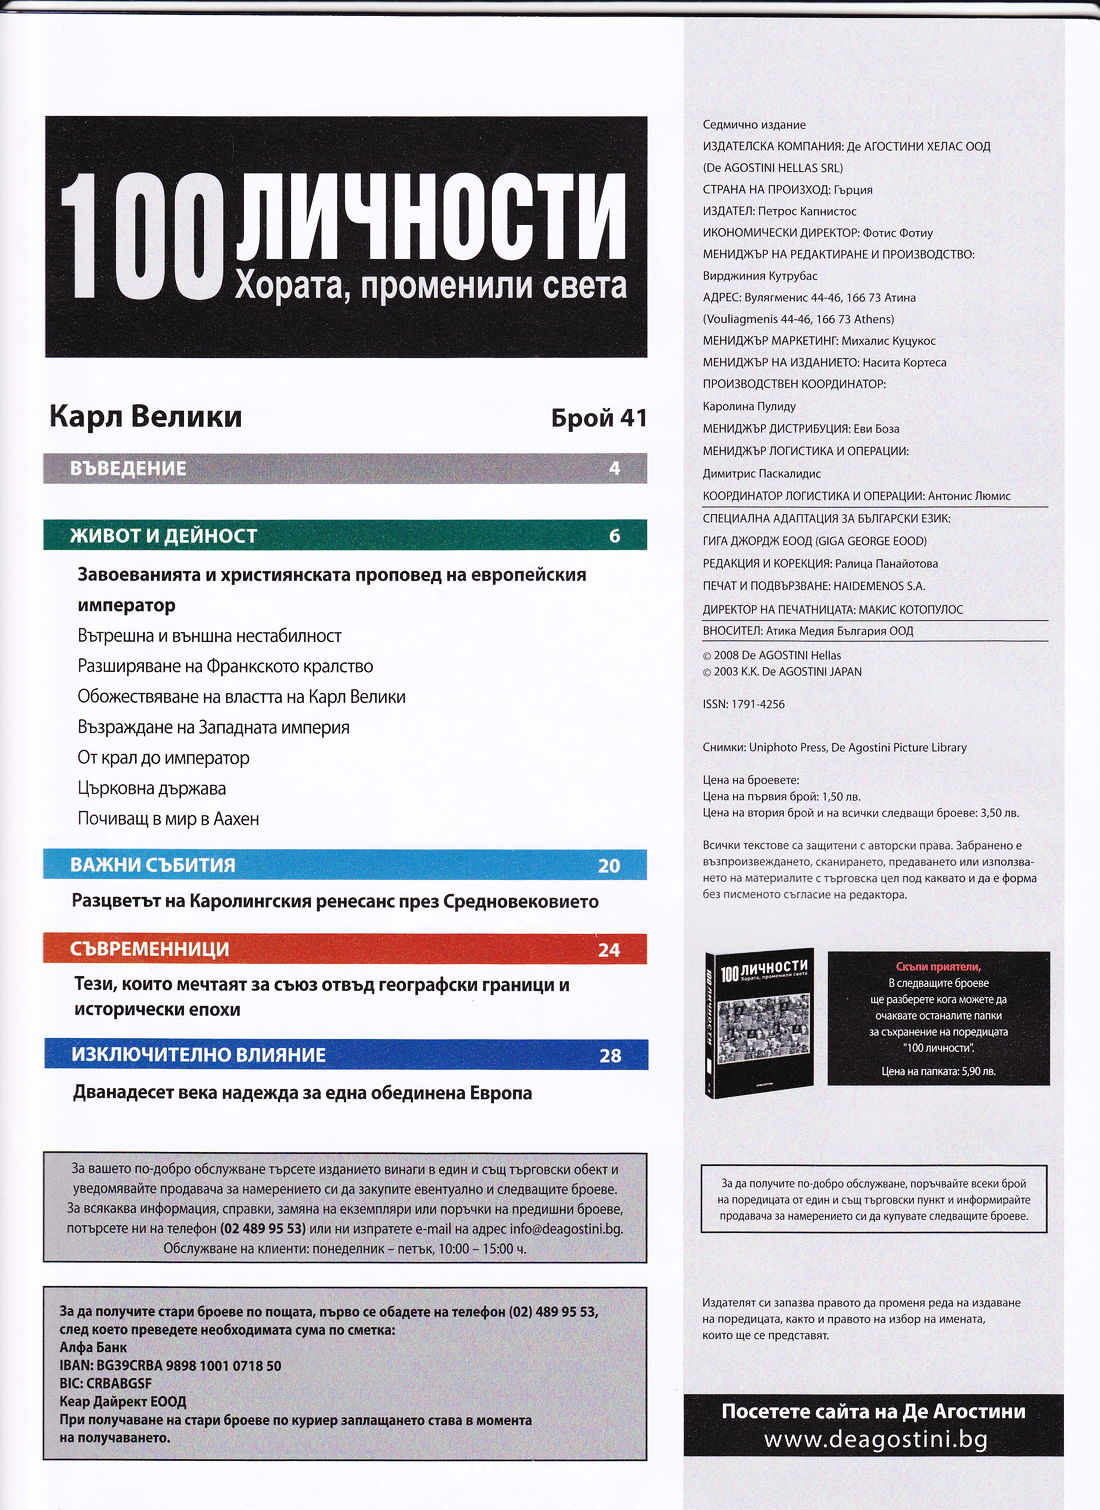 100 ЛИЧНОСТИ
Хората, променили света
Карл Велики
Брой 41
ВЪВЕДЕНИЕ 4
ЖИВОТ И ДЕЙНОСТ 6
Завоеванията и християнската проповед на европейския
император
Вътрешна и външна нестабилност
Разширяване на Франкското кралство
Обожествяване на властта на Карл Велики
Възраждане на Западната империя
От крал до император
Църковна държава
Почиващ в мир в Аахен
ВАЖНИ СЪБИТИЯ 20
Разцветът на Каролингския ренесанс през Средновековието
СЪВРЕМЕННИЦИ 24
Тези, които мечтаят за съюз отвъд географски граници и
исторически епохи
ИЗКЛЮЧИТЕЛНО ВЛИЯНИЕ 28
Дванадесет века надежда за една обединена Европа
За вашето по-добро обслужване търсете изданието винаги в един и същ търговски обект и
уведомявайте продавача за намерението си да закупите евентуално и следващите броеве.
За всякаква информация, справки, замяна на екземпляри или поръчки на предишни броеве,
потърсете ни на телефон (02 489 95 53) или ни изпратете e-mail на адрес info@deagostini.bg.
Обслужване на клиенти: понеделник – петък, 10:00 – 15:00 ч.
За да получите стари броеве по пощата, първо се обадете на телефон (02) 489 95 53,
след което преведете необходимата сума по сметка:
Алфа Банк
IBAN: BG39CRBA 9898 1001 0718 50
BIC: CRBABGSF
Кеар Дайрект ЕООД
При получаване на стари броеве по куриер заплащането става в момента
на получаването.
Седмично издание
ИЗДАТЕЛСКА КОМПАНИЯ: Де АГОСТИНИ ХЕЛАС ООД
(De AGOSTINI HELLAS SRL)
СТРАНА НА ПРОИЗХОД: Гърция
ИЗДАТЕЛ: Петрос Капнистос
ИКОНОМИЧЕСКИ ДИРЕКТОР: Фотис Фотиу
МЕНИДЖЪР НА РЕДАКТИРАНЕ И ПРОИЗВОДСТВО:
Вирджиния Кутрубас
АДРЕС: Вулягменис 44-46, 166 73 Атина
(Vouliagmenis 44-46, 166 73 Athens)
МЕНИДЖЪР МАРКЕТИНГ: Михалис Куцукос
МЕНИДЖЪР НА ИЗДАНИЕТО: Насита Кортеса
ПРОИЗВОДСТВЕН КООРДИНАТОР:
Каролина Пулиду
МЕНИДЖЪР ДИСТРИБУЦИЯ: Еви Боза
МЕНИДЖЪР ЛОГИСТИКА И ОПЕРАЦИИ:
Димитрис Паскалидис
КООРДИНАТОР ЛОГИСТИКА И ОПЕРАЦИИ: Антонис Люмис
СПЕЦИАЛНА АДАПТАЦИЯ ЗА БЪЛГАРСКИ ЕЗИК:
ГИГА ДЖОРДЖ ЕООД (GIGA GEORGE EOOD)
РЕДАКЦИЯ И КОРЕКЦИЯ: Ралица Панайотова
ПЕЧАТ И ПОДВЪРЗВАНЕ: HAIDEMENOS S.A.
ДИРЕКТОР НА ПЕЧАТНИЦАТА: МАКИС КОТОПУЛОС
ВНОСИТЕЛ: Атика Медия България ООД
© 2008 De AGOSTINI Hellas
© 2003 K.K. De AGOSTINI JAPAN
ISSN: 1791-4256
Снимки: Uniphoto Press, De Agostini Picture Library
Цена на броевете:
Цена на първия брой: 1,50 лв.
Цена на втория брой и на всички следващи броеве: 3,50 лв.
Всички текстове са защитени с авторски права. Забранено е
възпроизвеждането, сканирането, предаването или използва-
нето на материалите с търговска цел под каквато и да е форма
без писменото съгласие на редактора.
100 ЛИЧНОСТИ
Хората, променили света
100 ЛИЧНОСТИ
Скъпи приятели,
В следващите броеве
ще разберете кога можете да
очаквате останалите папки
за съхранение на поредицата
"100 личности".
Цена на папката: 5,90 лв.
За да получите по-добро обслужване, поръчвайте всеки брой
на поредицата от един и същ търговски пункт и информирайте
продавача за намерението си да купувате следващите броеве.
Издателят си запазва правото да променя реда на издаване
на поредицата, както и правото на избор на имената,
които ще се представят.
Посетете сайта на Де Агостини
www.deagostini.bg